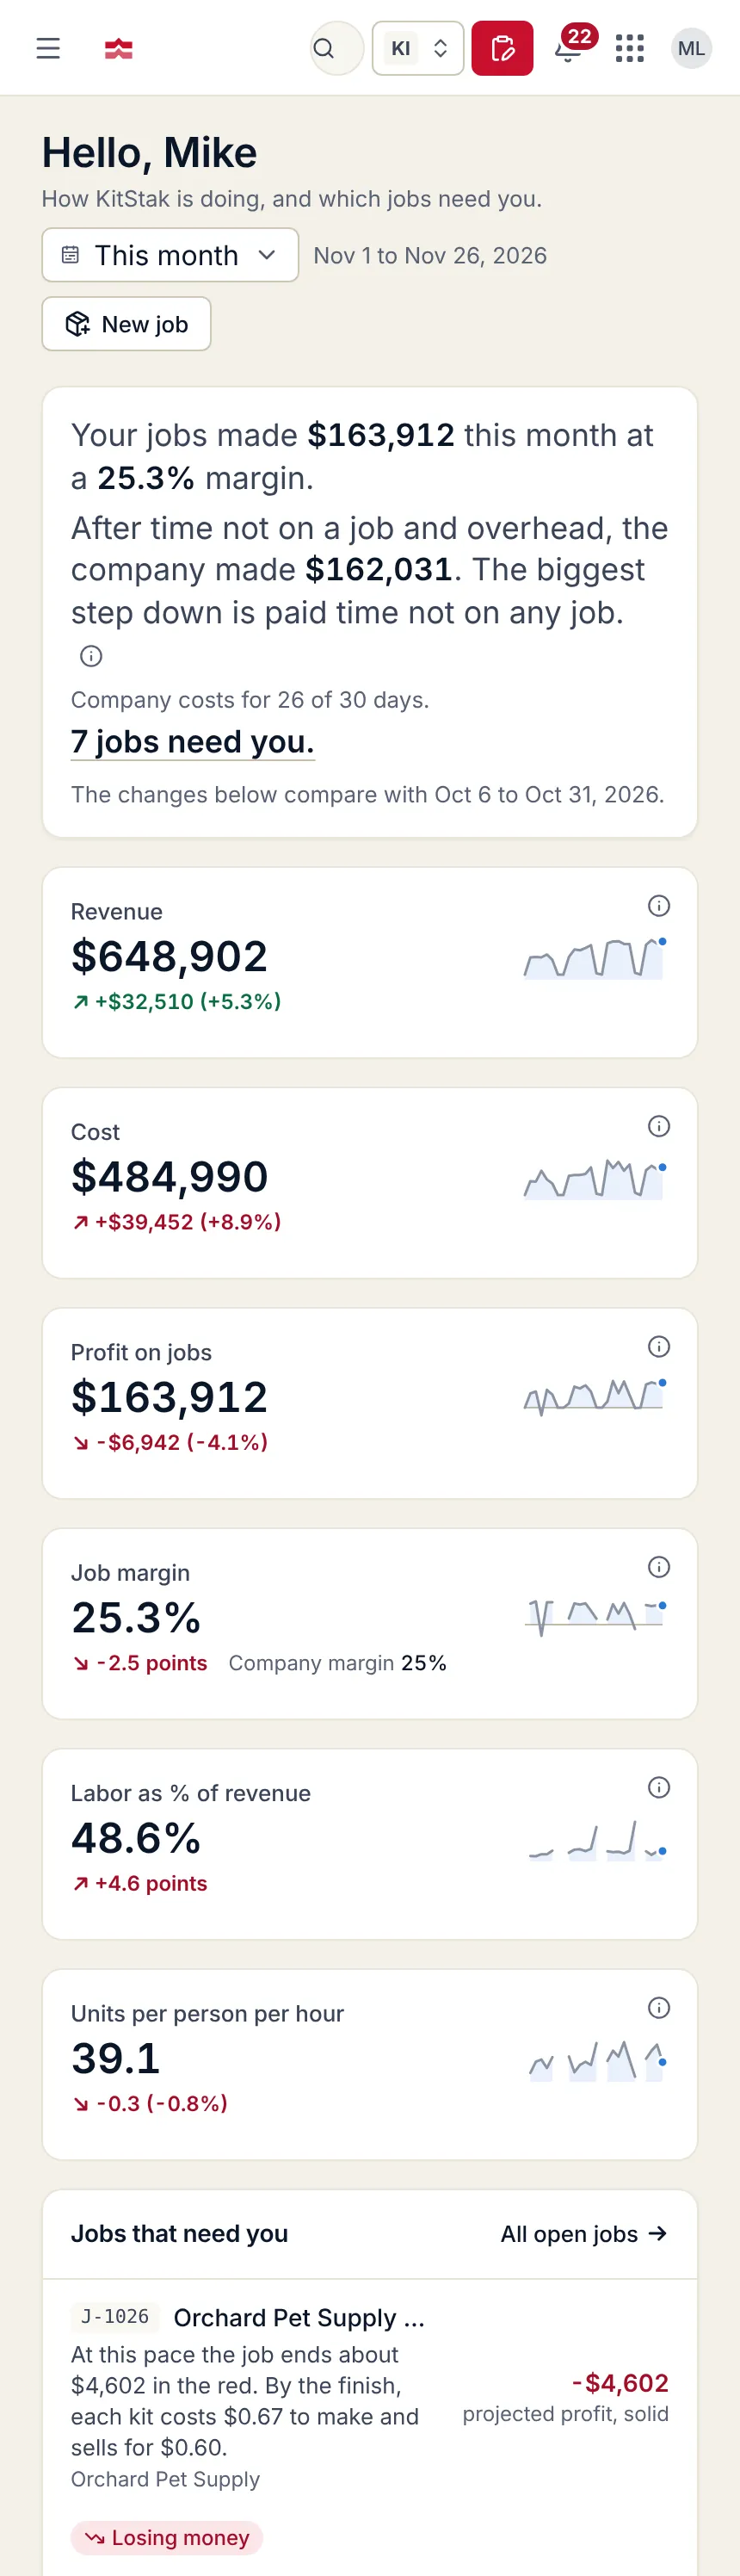 KI
22
ML
Hello, Mike
How KitStak is doing, and which jobs need you.
This month
Nov 1 to Nov 26, 2026
New job
Your jobs made $163,912 this month at
a 25.3% margin.
After time not on a job and overhead, the
company made $162,031. The biggest
step down is paid time not on any job.
Company costs for 26 of 30 days.
7 jobs need you.
The changes below compare with Oct 6 to Oct 31, 2026.
Revenue
$648,902
+$32,510 (+5.3%)
Cost
$484,990
+$39,452 (+8.9%)
Profit on jobs
$163,912
-$6,942 (-4.1%)
Job margin
25.3%
-2.5 points
Company margin 25%
Labor as % of revenue
48.6%
+4.6 points
Units per person per hour
39.1
-0.3 (-0.8%)
Jobs that need you
All open jobs
J-1026
Orchard Pet Supply ...
At this pace the job ends about
$4,602 in the red. By the finish,
each kit costs $0.67 to make and
sells for $0.60.
Orchard Pet Supply
-$4,602
projected profit, solid
Losing money